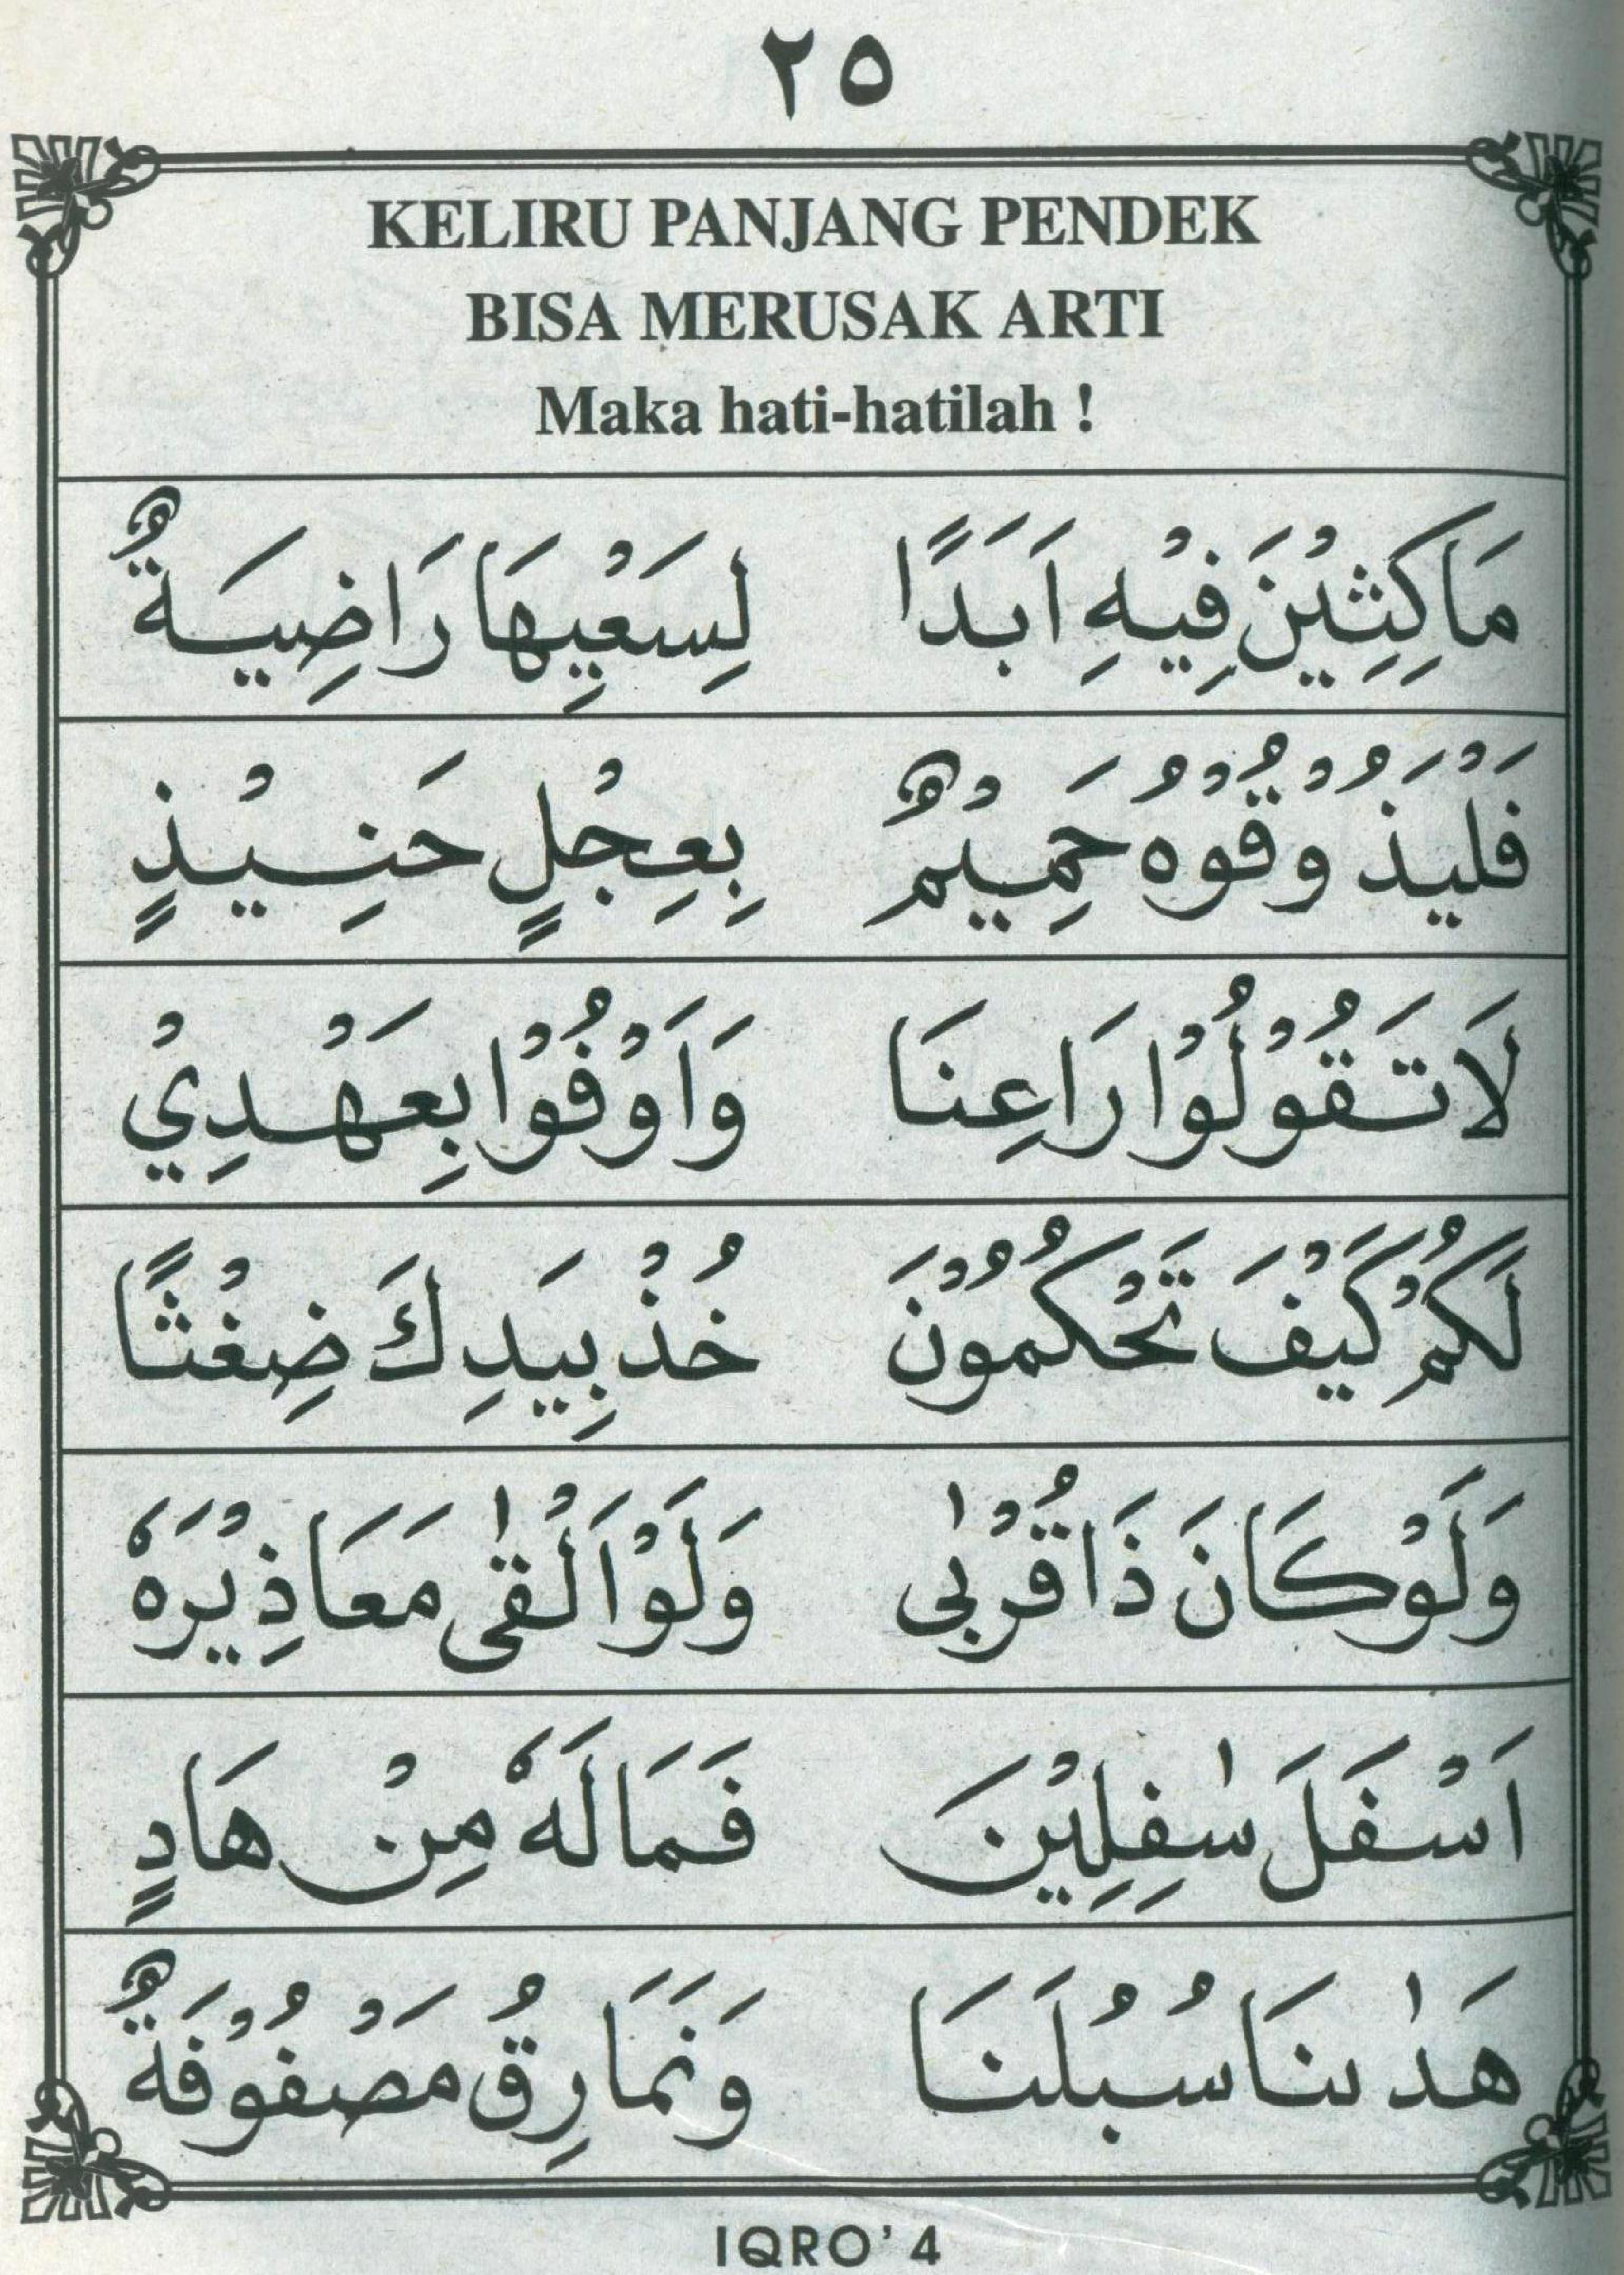 ٢٥
KELIRU PANJANG PENDEK
BISA MERUSAK ARTI
Maka hati-hatilah !
مَاكِثِيْنَ فِيْهِ اَبَدًا لِسَعْيِهَا رَاضِيَةٌ
فَلْيَذُوْقُوْهُ حَمِيْمٌ بِعِجْلٍ حَنِيْذٍ
لَا تَقُوْلُوْا رَاعِنَا وَاَوْفُوْا بِعَهْدِيْ
لَكُمْ كَيْفَ تَحْكُمُوْنَ خُذْ بِيَدِكَ ضِغْثًا
وَلَوْ كَانَ ذَا قُرْبٰى وَلَوْ اَلْقٰى مَعَاذِيْرَهٗ
اَسْفَلَ سٰفِلِيْنَ فَمَا لَهٗ مِنْ هَادٍ
هَدٰىنَا سُبُلَنَا وَنَمَارِقُ مَصْفُوْفَةٌ
IQRO' 4